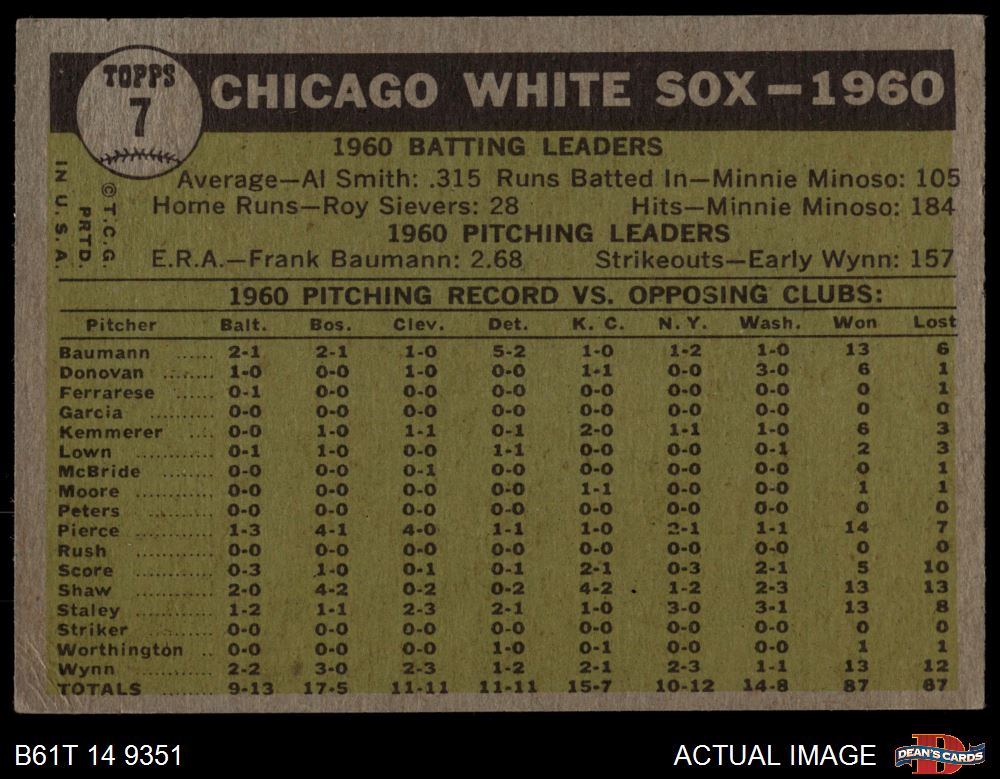 TOPPS
7
CHICAGO WHITE SOX—1960
© T. C. G.
PRTD.
IN U. S. A.
1960 BATTING LEADERS
Average—Al Smith: .315 Runs Batted In—Minnie Minoso: 105
Home Runs—Roy Sievers: 28 Hits—Minnie Minoso: 184
1960 PITCHING LEADERS
E.R.A.—Frank Baumann: 2.68 Strikeouts—Early Wynn: 157
1960 PITCHING RECORD VS. OPPOSING CLUBS:
Pitcher Balt. Bos. Clev. Det. K. C. N. Y. Wash. Won Lost
Baumann ...... 2-1 2-1 1-0 5-2 1-0 1-2 1-0 13 6
Donovan ........ 1-0 0-0 1-0 0-0 1-1 0-0 3-0 6 1
Ferrarese ...... 0-1 0-0 0-0 0-0 0-0 0-0 0-0 0 1
Garcia .......... 0-0 0-0 0-0 0-0 0-0 0-0 0-0 0 0
Kemmerer .... 0-0 1-0 1-1 0-1 2-0 1-1 1-0 6 3
Lown ............ 0-1 1-0 0-0 1-1 0-0 0-0 0-1 2 3
McBride ........ 0-0 0-0 0-1 0-0 0-0 0-0 0-0 0 1
Moore ............ 0-0 0-0 0-0 0-0 1-1 0-0 0-0 1 1
Peters ............ 0-0 0-0 0-0 0-0 0-0 0-0 0-0 0 0
Pierce ............ 1-3 4-1 4-0 1-1 1-0 2-1 1-1 14 7
Rush ............ 0-0 0-0 0-0 0-0 0-0 0-0 0-0 0 0
Score ............ 0-3 1-0 0-1 0-1 2-1 0-3 2-1 5 10
Shaw ............ 2-0 4-2 0-2 0-2 4-2 1-2 2-3 13 13
Staley ............ 1-2 1-1 2-3 2-1 1-0 3-0 3-1 13 8
Striker .......... 0-0 0-0 0-0 0-0 0-0 0-0 0-0 0 0
Worthington .. 0-0 0-0 0-0 1-0 0-1 0-0 0-0 1 1
Wynn ............ 2-2 3-0 2-3 1-2 2-1 2-3 1-1 13 12
TOTALS ........ 9-13 17-5 11-11 11-11 15-7 10-12 14-8 87 67
B61T 14 9351 ACTUAL IMAGE
D
DEAN'S CARDS